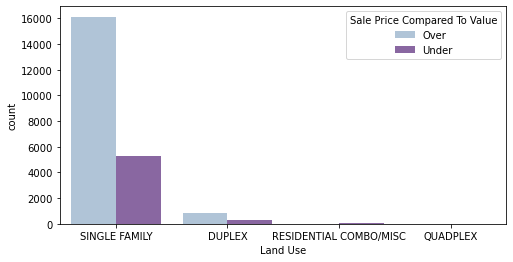 Sale Price Compared To Value
Over
Under
16000
14000
12000
10000
8000
6000
4000
2000
0
count
SINGLE FAMILY
DUPLEX
RESIDENTIAL COMBO/MISC
QUADPLEX
Land Use